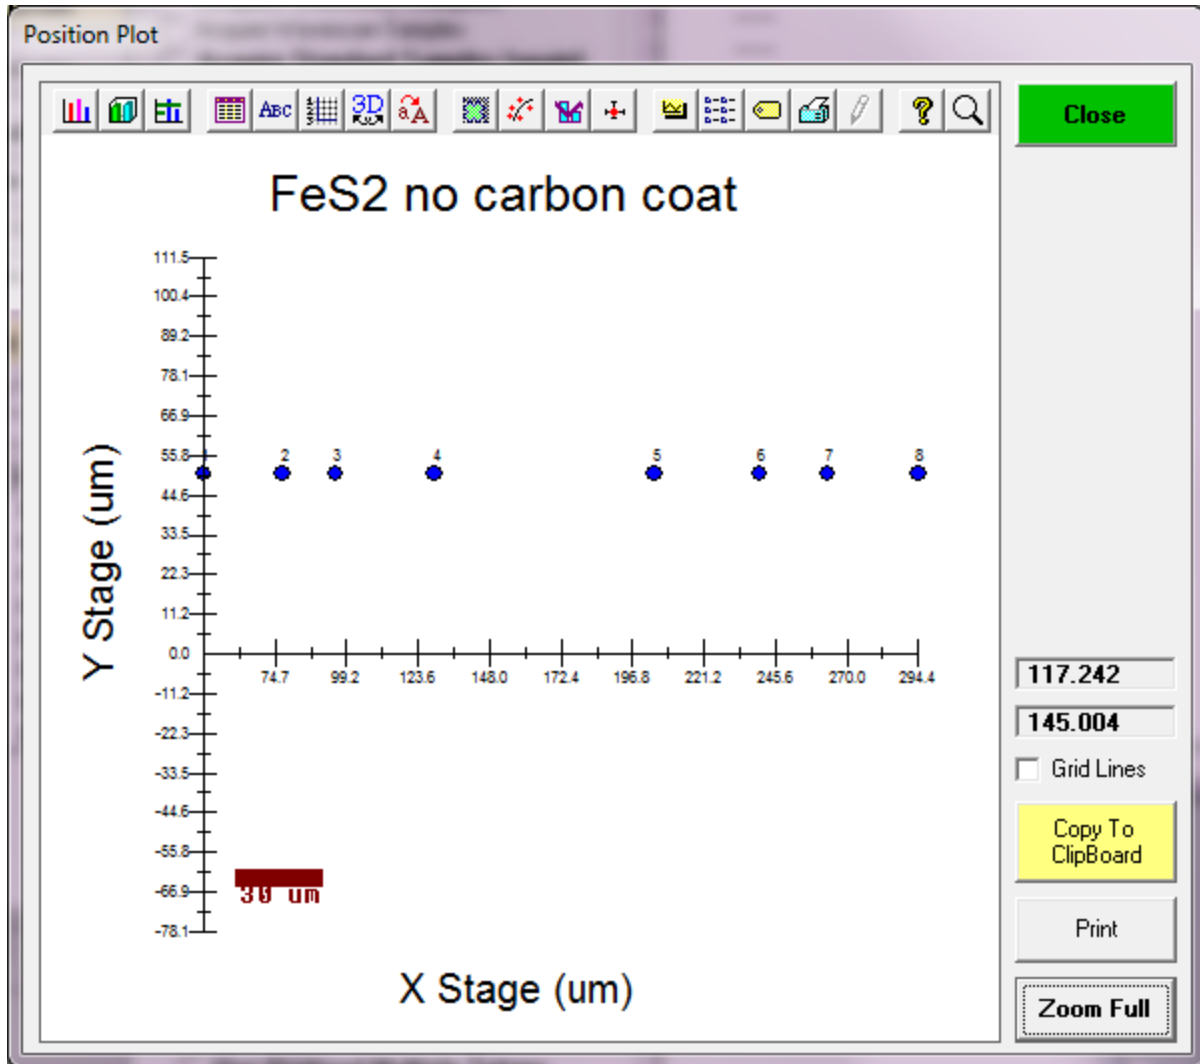 Position Plot
ABC
3D
aA
?
Close
FeS2 no carbon coat
111.5
100.4
89.2
78.1
66.9
55.8
44.6
33.5
22.3
11.2
0.0
-11.2
-22.3
-33.5
-44.6
-55.8
-66.9
-78.1
Y Stage (um)
1 2 3 4 5 6 7 8
74.7 99.2 123.6 148.0 172.4 196.8 221.2 245.6 270.0 294.4
30 um
X Stage (um)
117.242
145.004
Grid Lines
Copy To
ClipBoard
Print
Zoom Full